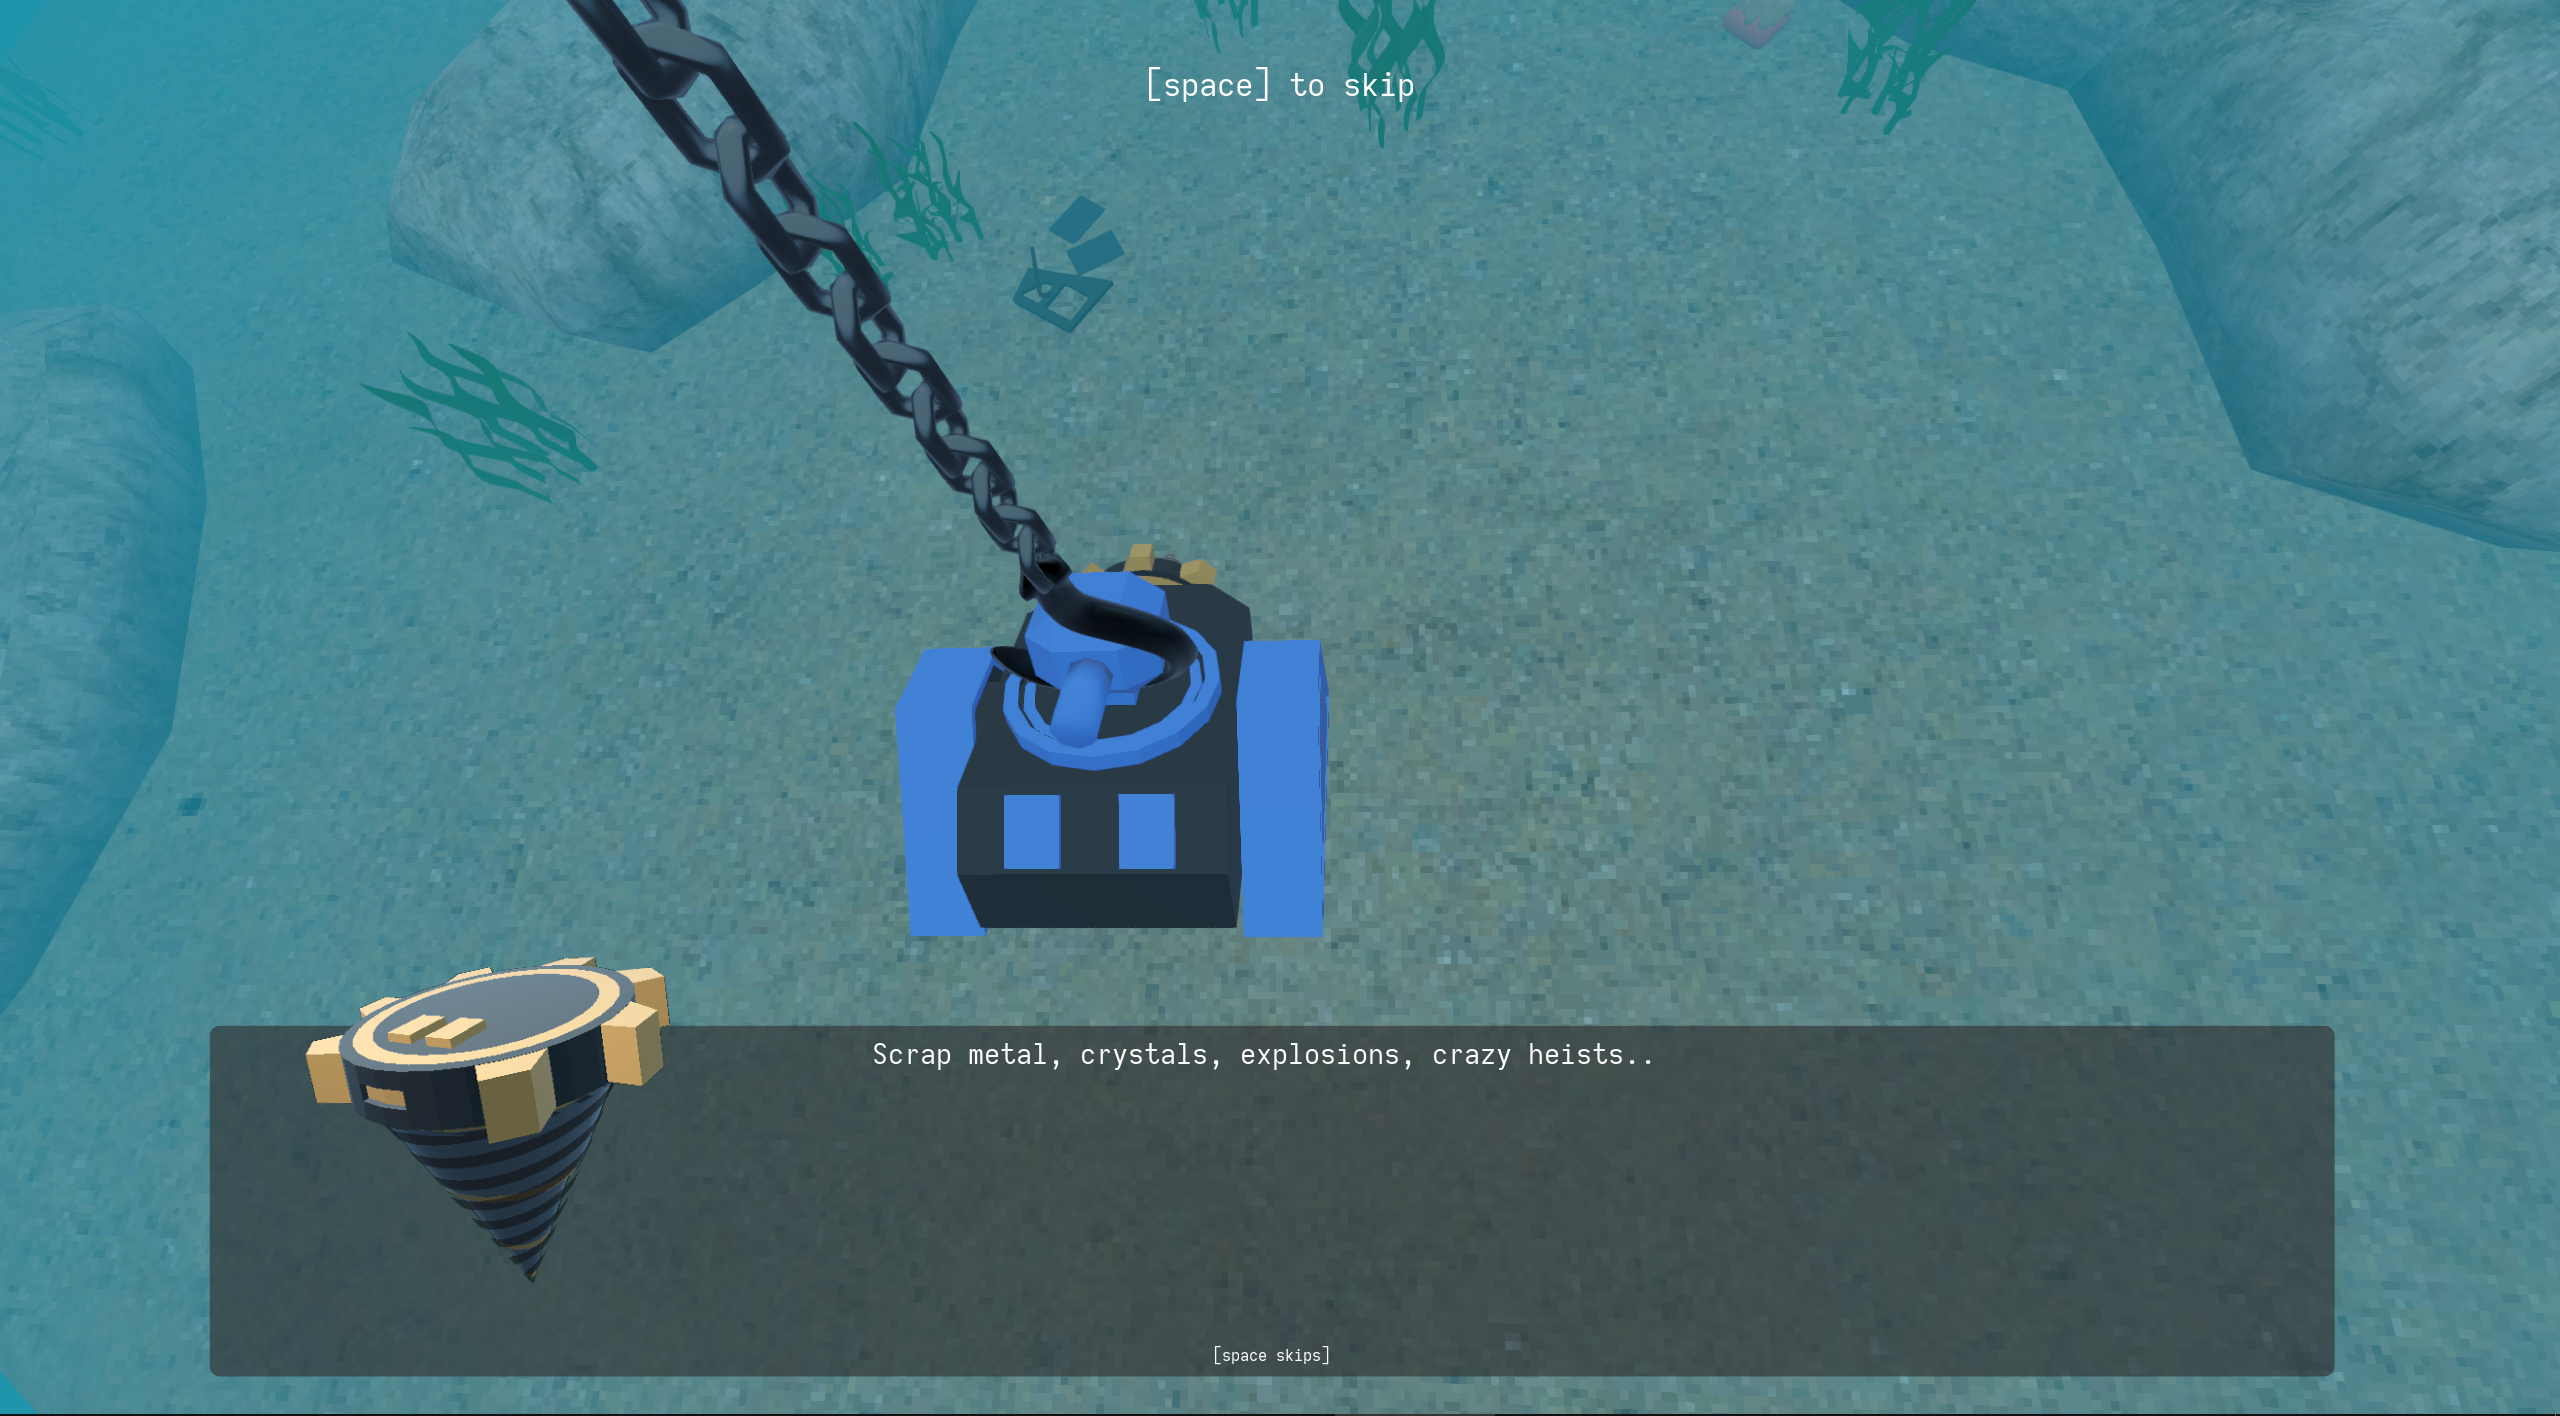 [space] to skip
Scrap metal, crystals, explosions, crazy heists..
[space skips]